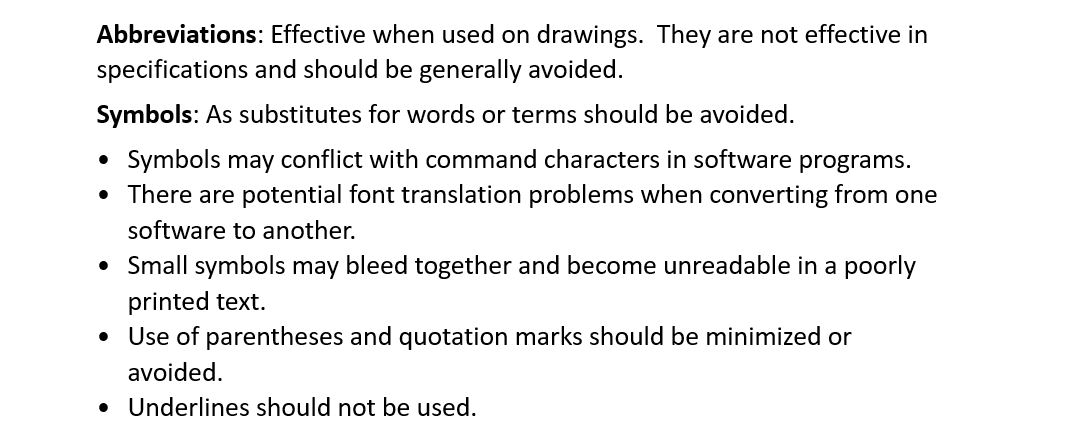 Abbreviations: Effective when used on drawings.  They are not effective in
specifications and should be generally avoided.
Symbols: As substitutes for words or terms should be avoided.
• Symbols may conflict with command characters in software programs.
• There are potential font translation problems when converting from one
software to another.
• Small symbols may bleed together and become unreadable in a poorly
printed text.
• Use of parentheses and quotation marks should be minimized or
avoided.
• Underlines should not be used.